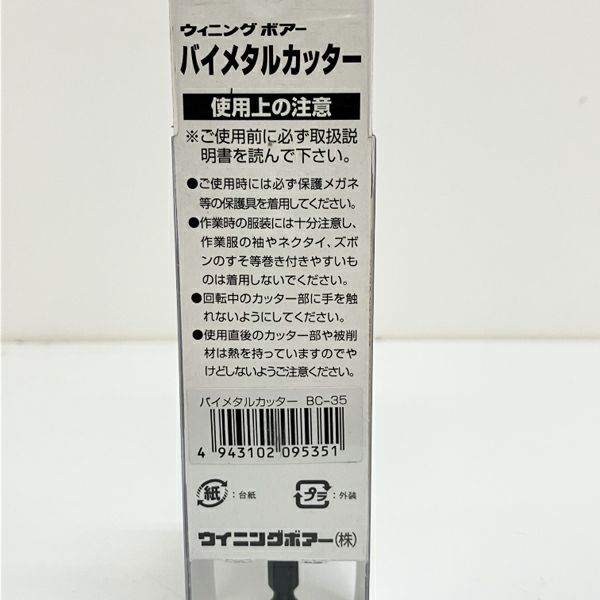 ウィニング ボアー
バイメタルカッター
使用上の注意
※ご使用前に必ず取扱説
明書を読んで下さい。
●ご使用時には必ず保護メガネ
等の保護具を着用してください。
●作業時の服装には十分注意し、
作業服の袖やネクタイ、ズボ
ンのすそ等巻き付きやすいも
のは着用しないでください。
●回転中のカッター部に手を触
れないようにしてください。
●使用直後のカッター部や被削
材は熱を持っていますのでや
けどしないようご注意ください。
バイメタルカッター BC-35
4 943102 095351
紙:台紙 プラ:外装
ウイニングボアー(株)